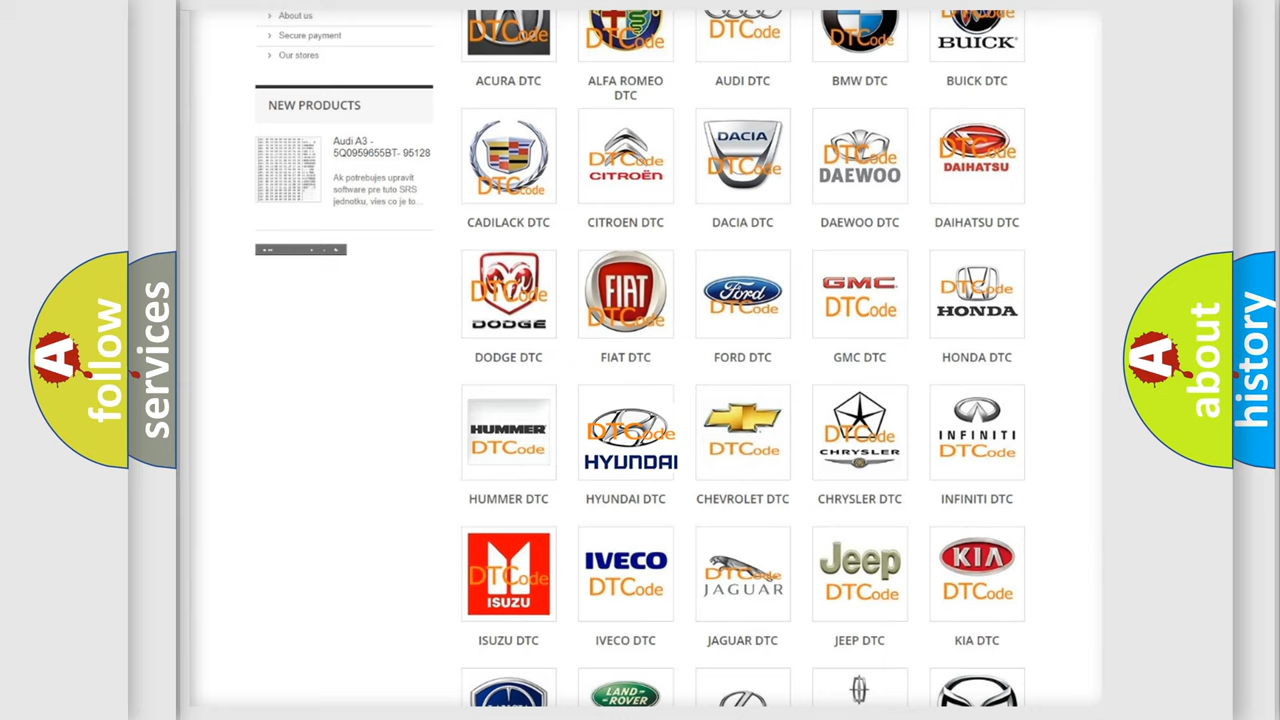 About us
Secure payment
Our stores
NEW PRODUCTS
Audi A3 -
5Q0959655BT- 95128
Ak potrebujes upravit
software pre tuto SRS
jednotku, vies co je to...
DTCode
DTCode
DTCode
DTCode
BUICK
ACURA DTC
ALFA ROMEO
DTC
AUDI DTC
BMW DTC
BUICK DTC
DTCode
DTCode
CITROËN
DACIA
DTCode
DTCode
DAEWOO
DTCode
DAIHATSU
CADILACK DTC
CITROEN DTC
DACIA DTC
DAEWOO DTC
DAIHATSU DTC
DTCode
DODGE
FIAT
DTCode
Ford
DTCode
GMC
DTCode
DTCode
HONDA
DODGE DTC
FIAT DTC
FORD DTC
GMC DTC
HONDA DTC
HUMMER
DTCode
DTCode
HYUNDAI
DTCode
DTCode
CHRYSLER
INFINITI
DTCode
HUMMER DTC
HYUNDAI DTC
CHEVROLET DTC
CHRYSLER DTC
INFINITI DTC
DTCode
ISUZU
IVECO
DTCode
DTCode
JAGUAR
Jeep
DTCode
KIA
DTCode
ISUZU DTC
IVECO DTC
JAGUAR DTC
JEEP DTC
KIA DTC
LAND-
ROVER
A follow
services
A about
history